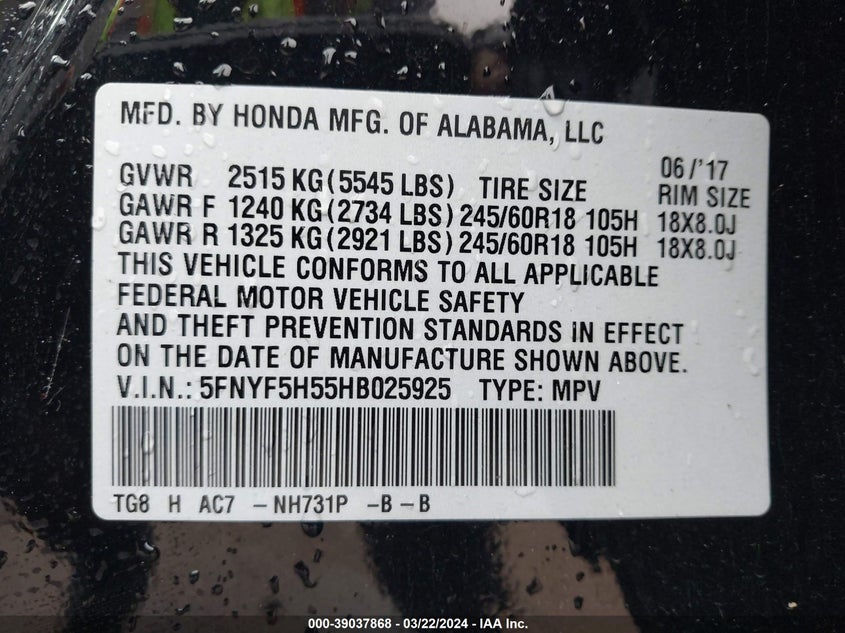 MFD. BY HONDA MFG. OF ALABAMA, LLC
06/'17
GVWR 2515 KG (5545 LBS) TIRE SIZE RIM SIZE
GAWR F 1240 KG (2734 LBS) 245/60R18 105H 18X8.0J
GAWR R 1325 KG (2921 LBS) 245/60R18 105H 18X8.0J
THIS VEHICLE CONFORMS TO ALL APPLICABLE
FEDERAL MOTOR VEHICLE SAFETY
AND THEFT PREVENTION STANDARDS IN EFFECT
ON THE DATE OF MANUFACTURE SHOWN ABOVE.
V.I.N.: 5FNYF5H55HB025925 TYPE: MPV
TG8 H AC7 – NH731P –B – B
000-39037868 - 03/22/2024 - IAA Inc.